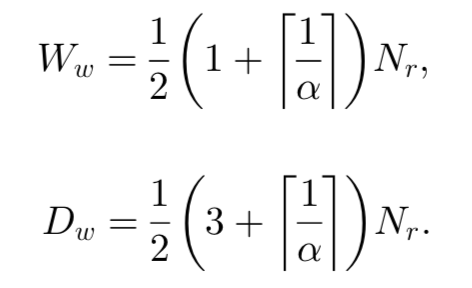 $W_w = \frac{1}{2}\left(1 + \left\lceil \frac{1}{\alpha} \right\rceil\right) N_r,$
$D_w = \frac{1}{2}\left(3 + \left\lceil \frac{1}{\alpha} \right\rceil\right) N_r.$